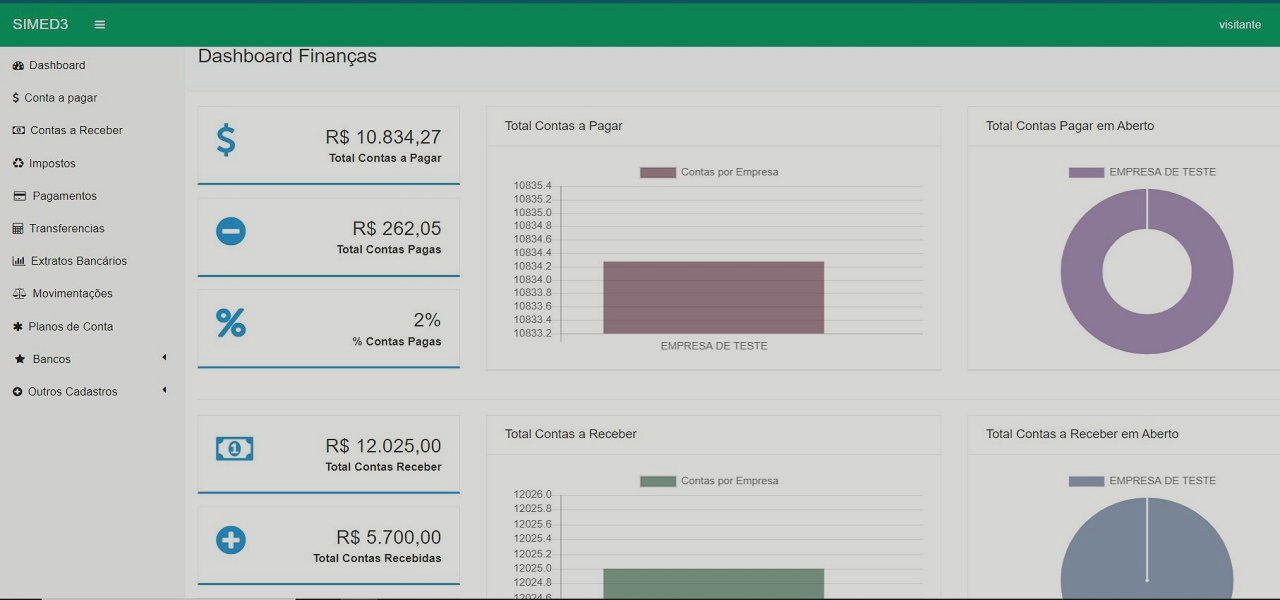 SIMED3
visitante
Dashboard
Conta a pagar
Contas a Receber
Impostos
Pagamentos
Transferencias
Extratos Bancários
Movimentações
Planos de Conta
Bancos
Outros Cadastros
Dashboard Finanças
R$ 10.834,27
Total Contas a Pagar
R$ 262,05
Total Contas Pagas
2%
% Contas Pagas
Total Contas a Pagar
Contas por Empresa
10835.4
10835.2
10835.0
10834.8
10834.6
10834.4
10834.2
10834.0
10833.8
10833.6
10833.4
10833.2
EMPRESA DE TESTE
Total Contas Pagar em Aberto
EMPRESA DE TESTE
R$ 12.025,00
Total Contas Receber
R$ 5.700,00
Total Contas Recebidas
Total Contas a Receber
Contas por Empresa
12026.0
12025.8
12025.6
12025.4
12025.2
12025.0
12024.8
12024.6
Total Contas a Receber em Aberto
EMPRESA DE TESTE